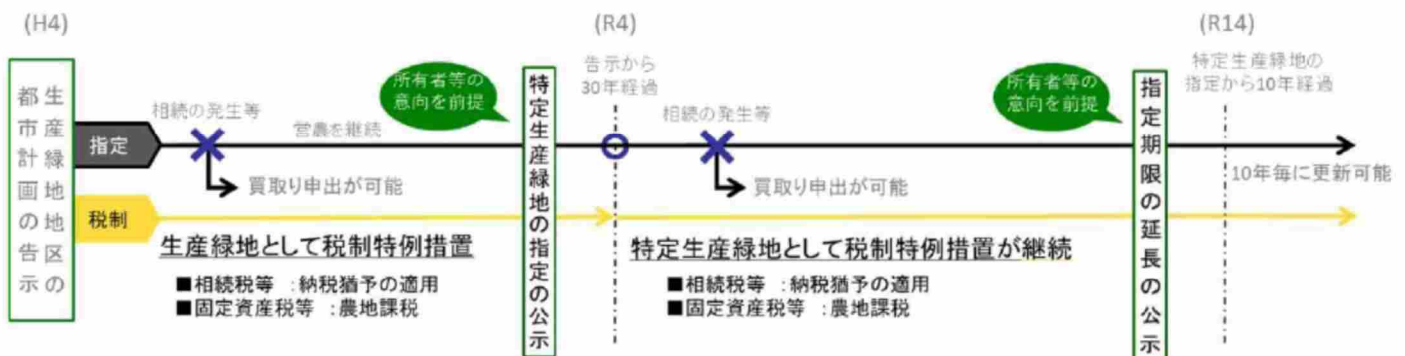 (H4)
(R4)
(R14)
生産緑地地区の
都市計画の告示
指定
税制
相続の発生等
営農を継続
買取り申出が可能
所有者等の
意向を前提
特定生産緑地の指定の公示
告示から
30年経過
相続の発生等
買取り申出が可能
所有者等の
意向を前提
指定期限の延長の公示
特定生産緑地の
指定から10年経過
10年毎に更新可能
生産緑地として税制特例措置
■相続税等 :納税猶予の適用
■固定資産税等 :農地課税
特定生産緑地として税制特例措置が継続
■相続税等 :納税猶予の適用
■固定資産税等 :農地課税